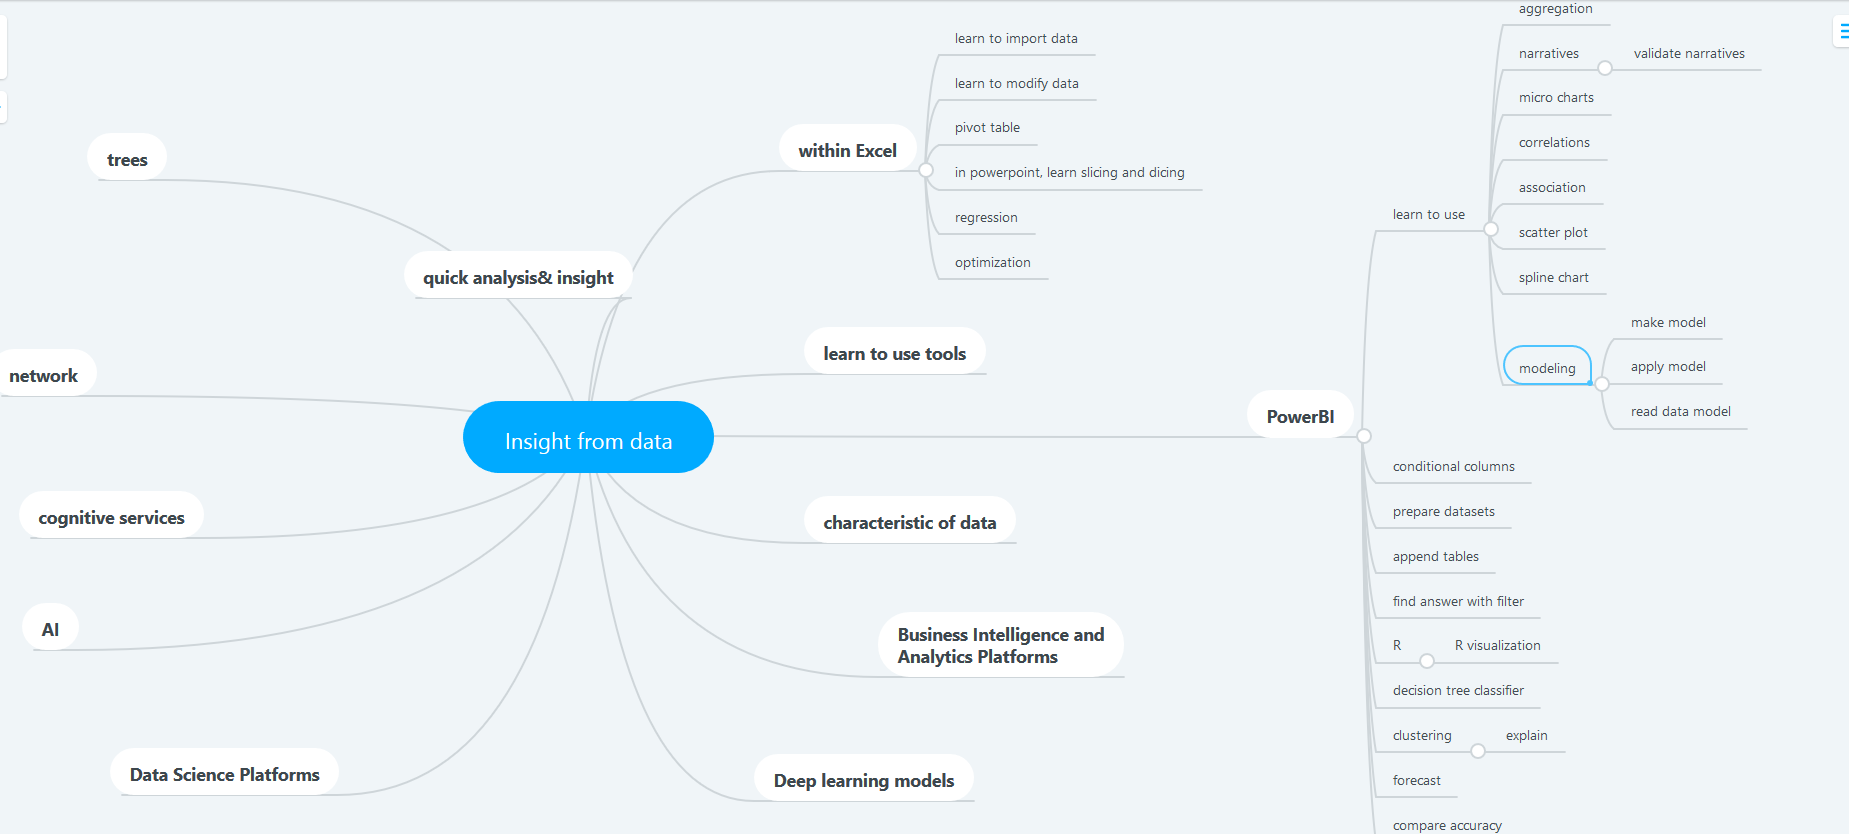 Insight from data
trees
quick analysis& insight
network
cognitive services
AI
Data Science Platforms
within Excel
learn to import data
learn to modify data
pivot table
in powerpoint, learn slicing and dicing
regression
optimization
learn to use tools
characteristic of data
Business Intelligence and
Analytics Platforms
Deep learning models
PowerBI
learn to use
aggregation
narratives
validate narratives
micro charts
correlations
association
scatter plot
spline chart
modeling
make model
apply model
read data model
conditional columns
prepare datasets
append tables
find answer with filter
R
R visualization
decision tree classifier
clustering
explain
forecast
compare accuracy